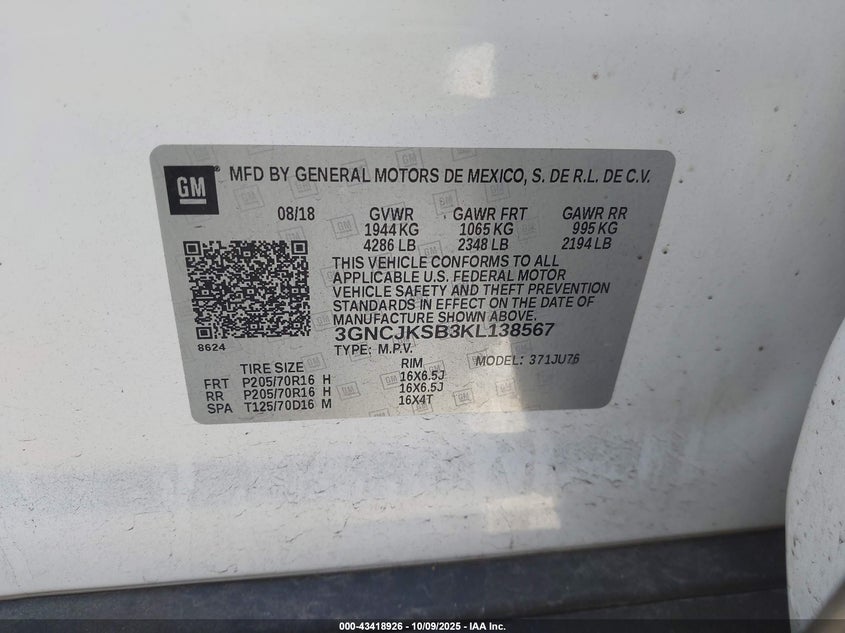 GM MFD BY GENERAL MOTORS DE MEXICO, S. DE R.L. DE C.V.
08/18 GVWR GAWR FRT GAWR RR
1944 KG 1065 KG 995 KG
4286 LB 2348 LB 2194 LB
THIS VEHICLE CONFORMS TO ALL
APPLICABLE U.S. FEDERAL MOTOR
VEHICLE SAFETY AND THEFT PREVENTION
STANDARDS IN EFFECT ON THE DATE OF
MANUFACTURE SHOWN ABOVE.
3GNCJKSB3KL138567
8624 TYPE: M.P.V. MODEL: 371JU76
TIRE SIZE RIM
FRT P205/70R16 H 16X6.5J
RR P205/70R16 H 16X6.5J
SPA T125/70D16 M 16X4T
000-43418926 - 10/09/2025 - IAA Inc.